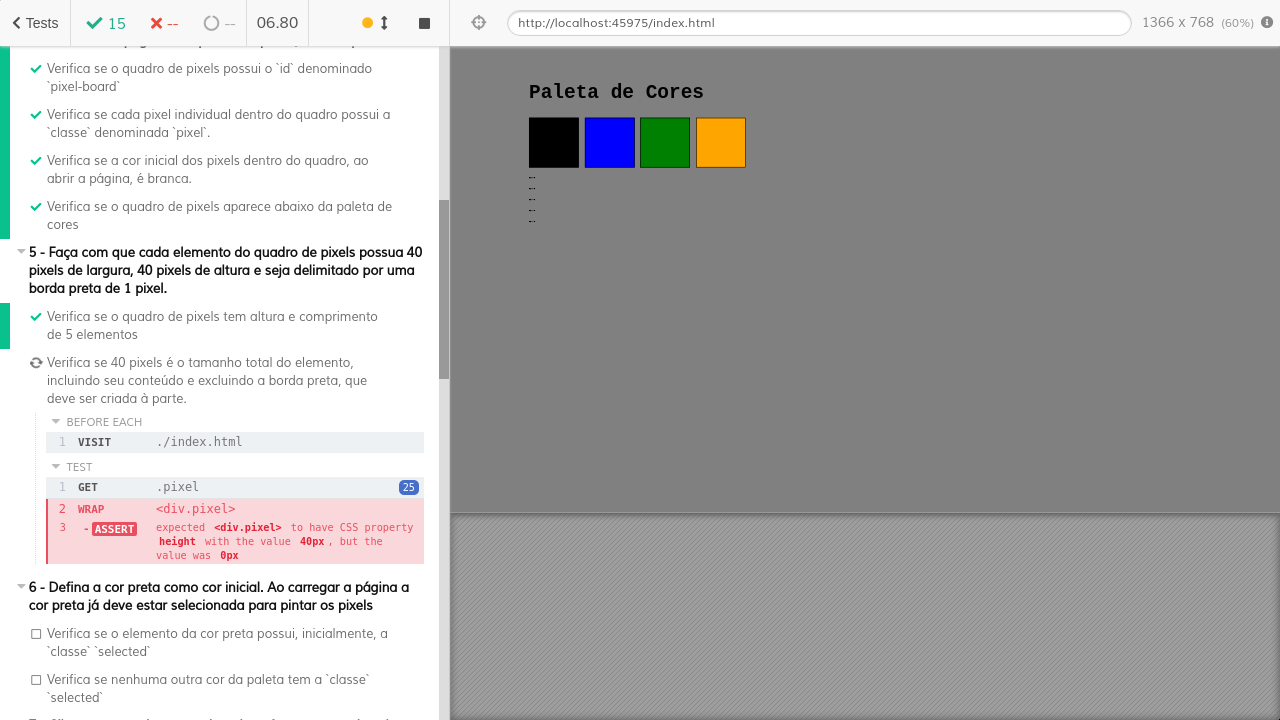 Tests
15
--
--
06.80
http://localhost:45975/index.html
1366 x 768 (60%)
Verifica se o quadro de pixels possui o `id` denominado
`pixel-board`
Verifica se cada pixel individual dentro do quadro possui a
`classe` denominada `pixel`.
Verifica se a cor inicial dos pixels dentro do quadro, ao
abrir a página, é branca.
Verifica se o quadro de pixels aparece abaixo da paleta de
cores
5 - Faça com que cada elemento do quadro de pixels possua 40
pixels de largura, 40 pixels de altura e seja delimitado por uma
borda preta de 1 pixel.
Verifica se o quadro de pixels tem altura e comprimento
de 5 elementos
Verifica se 40 pixels é o tamanho total do elemento,
incluindo seu conteúdo e excluindo a borda preta, que
deve ser criada à parte.
BEFORE EACH
1 VISIT ./index.html
TEST
1 GET .pixel 25
2 WRAP <div.pixel>
3 -ASSERT expected <div.pixel> to have CSS property
height with the value 40px, but the
value was 0px
6 - Defina a cor preta como cor inicial. Ao carregar a página a
cor preta já deve estar selecionada para pintar os pixels
Verifica se o elemento da cor preta possui, inicialmente, a
`classe` `selected`
Verifica se nenhuma outra cor da paleta tem a `classe`
`selected`
Paleta de Cores